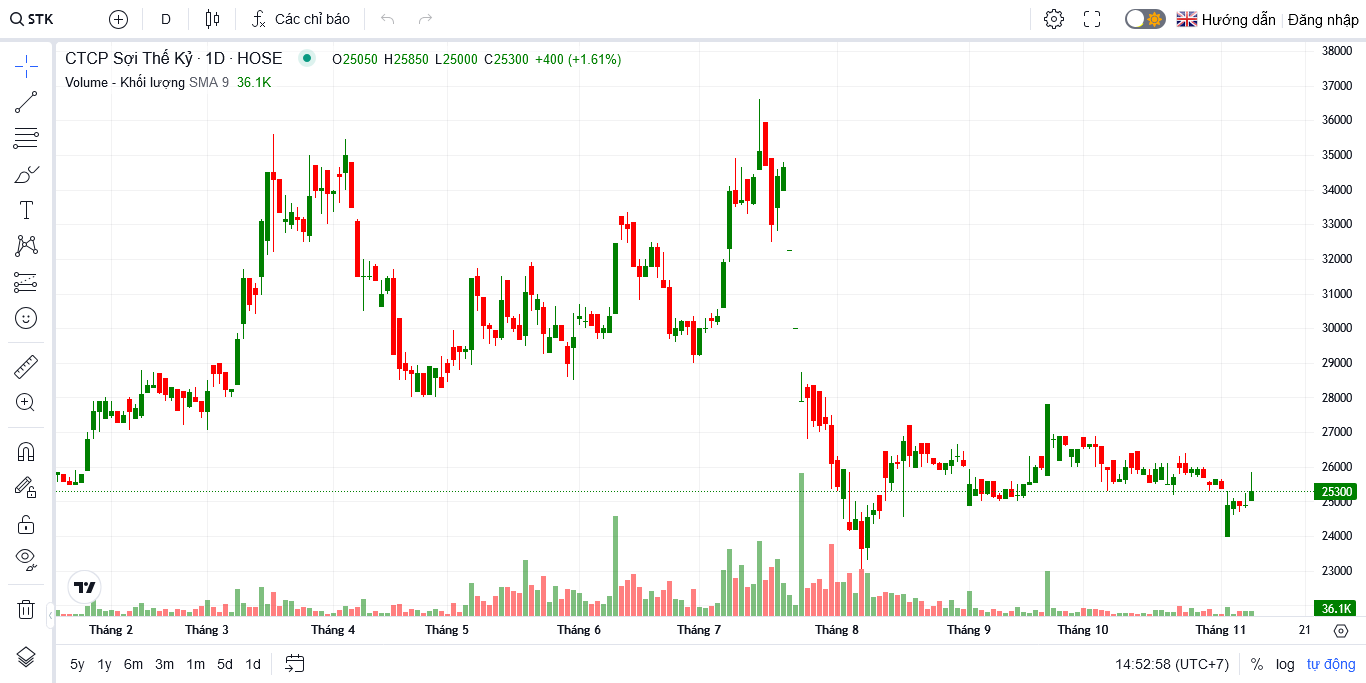 STK D Các chỉ báo Hướng dẫn Đăng nhập
CTCP Sợi Thế Kỷ · 1D · HOSE O25050 H25850 L25000 C25300 +400 (+1.61%)
Volume - Khối lượng SMA 9 36.1K
38000
37000
36000
35000
34000
33000
32000
31000
30000
29000
28000
27000
26000
25300
25000
24000
23000
36.1K
Tháng 2 Tháng 3 Tháng 4 Tháng 5 Tháng 6 Tháng 7 Tháng 8 Tháng 9 Tháng 10 Tháng 11 21
5y 1y 6m 3m 1m 5d 1d 14:52:58 (UTC+7) % log tự động